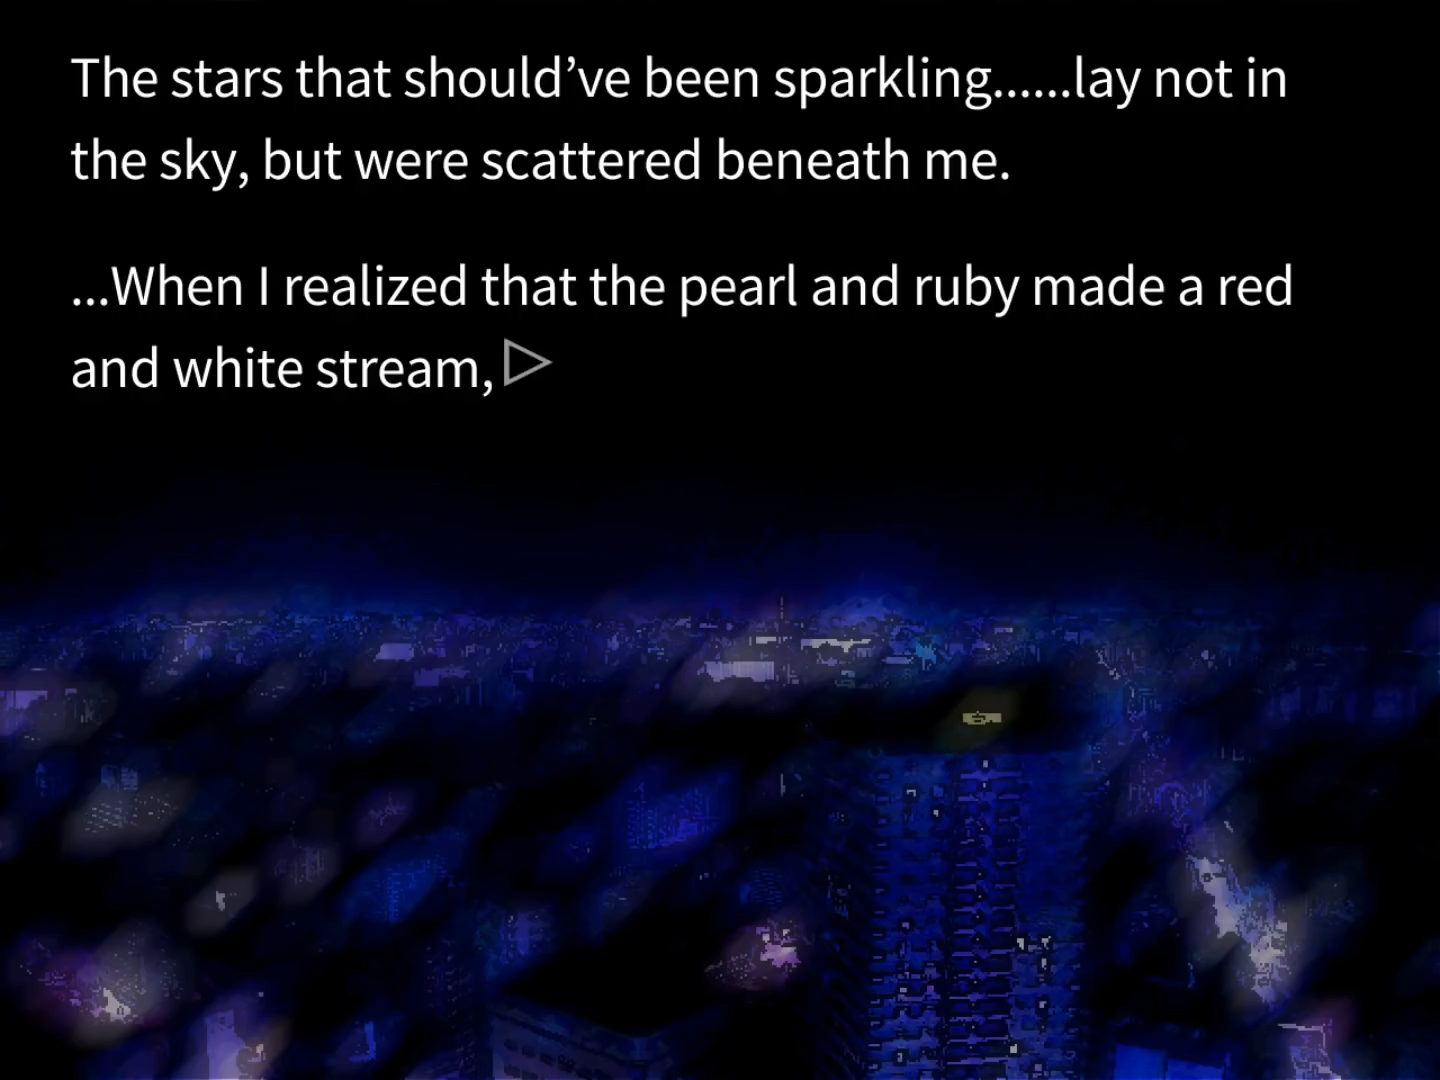 The stars that should’ve been sparkling......lay not in
the sky, but were scattered beneath me.
...When I realized that the pearl and ruby made a red
and white stream,